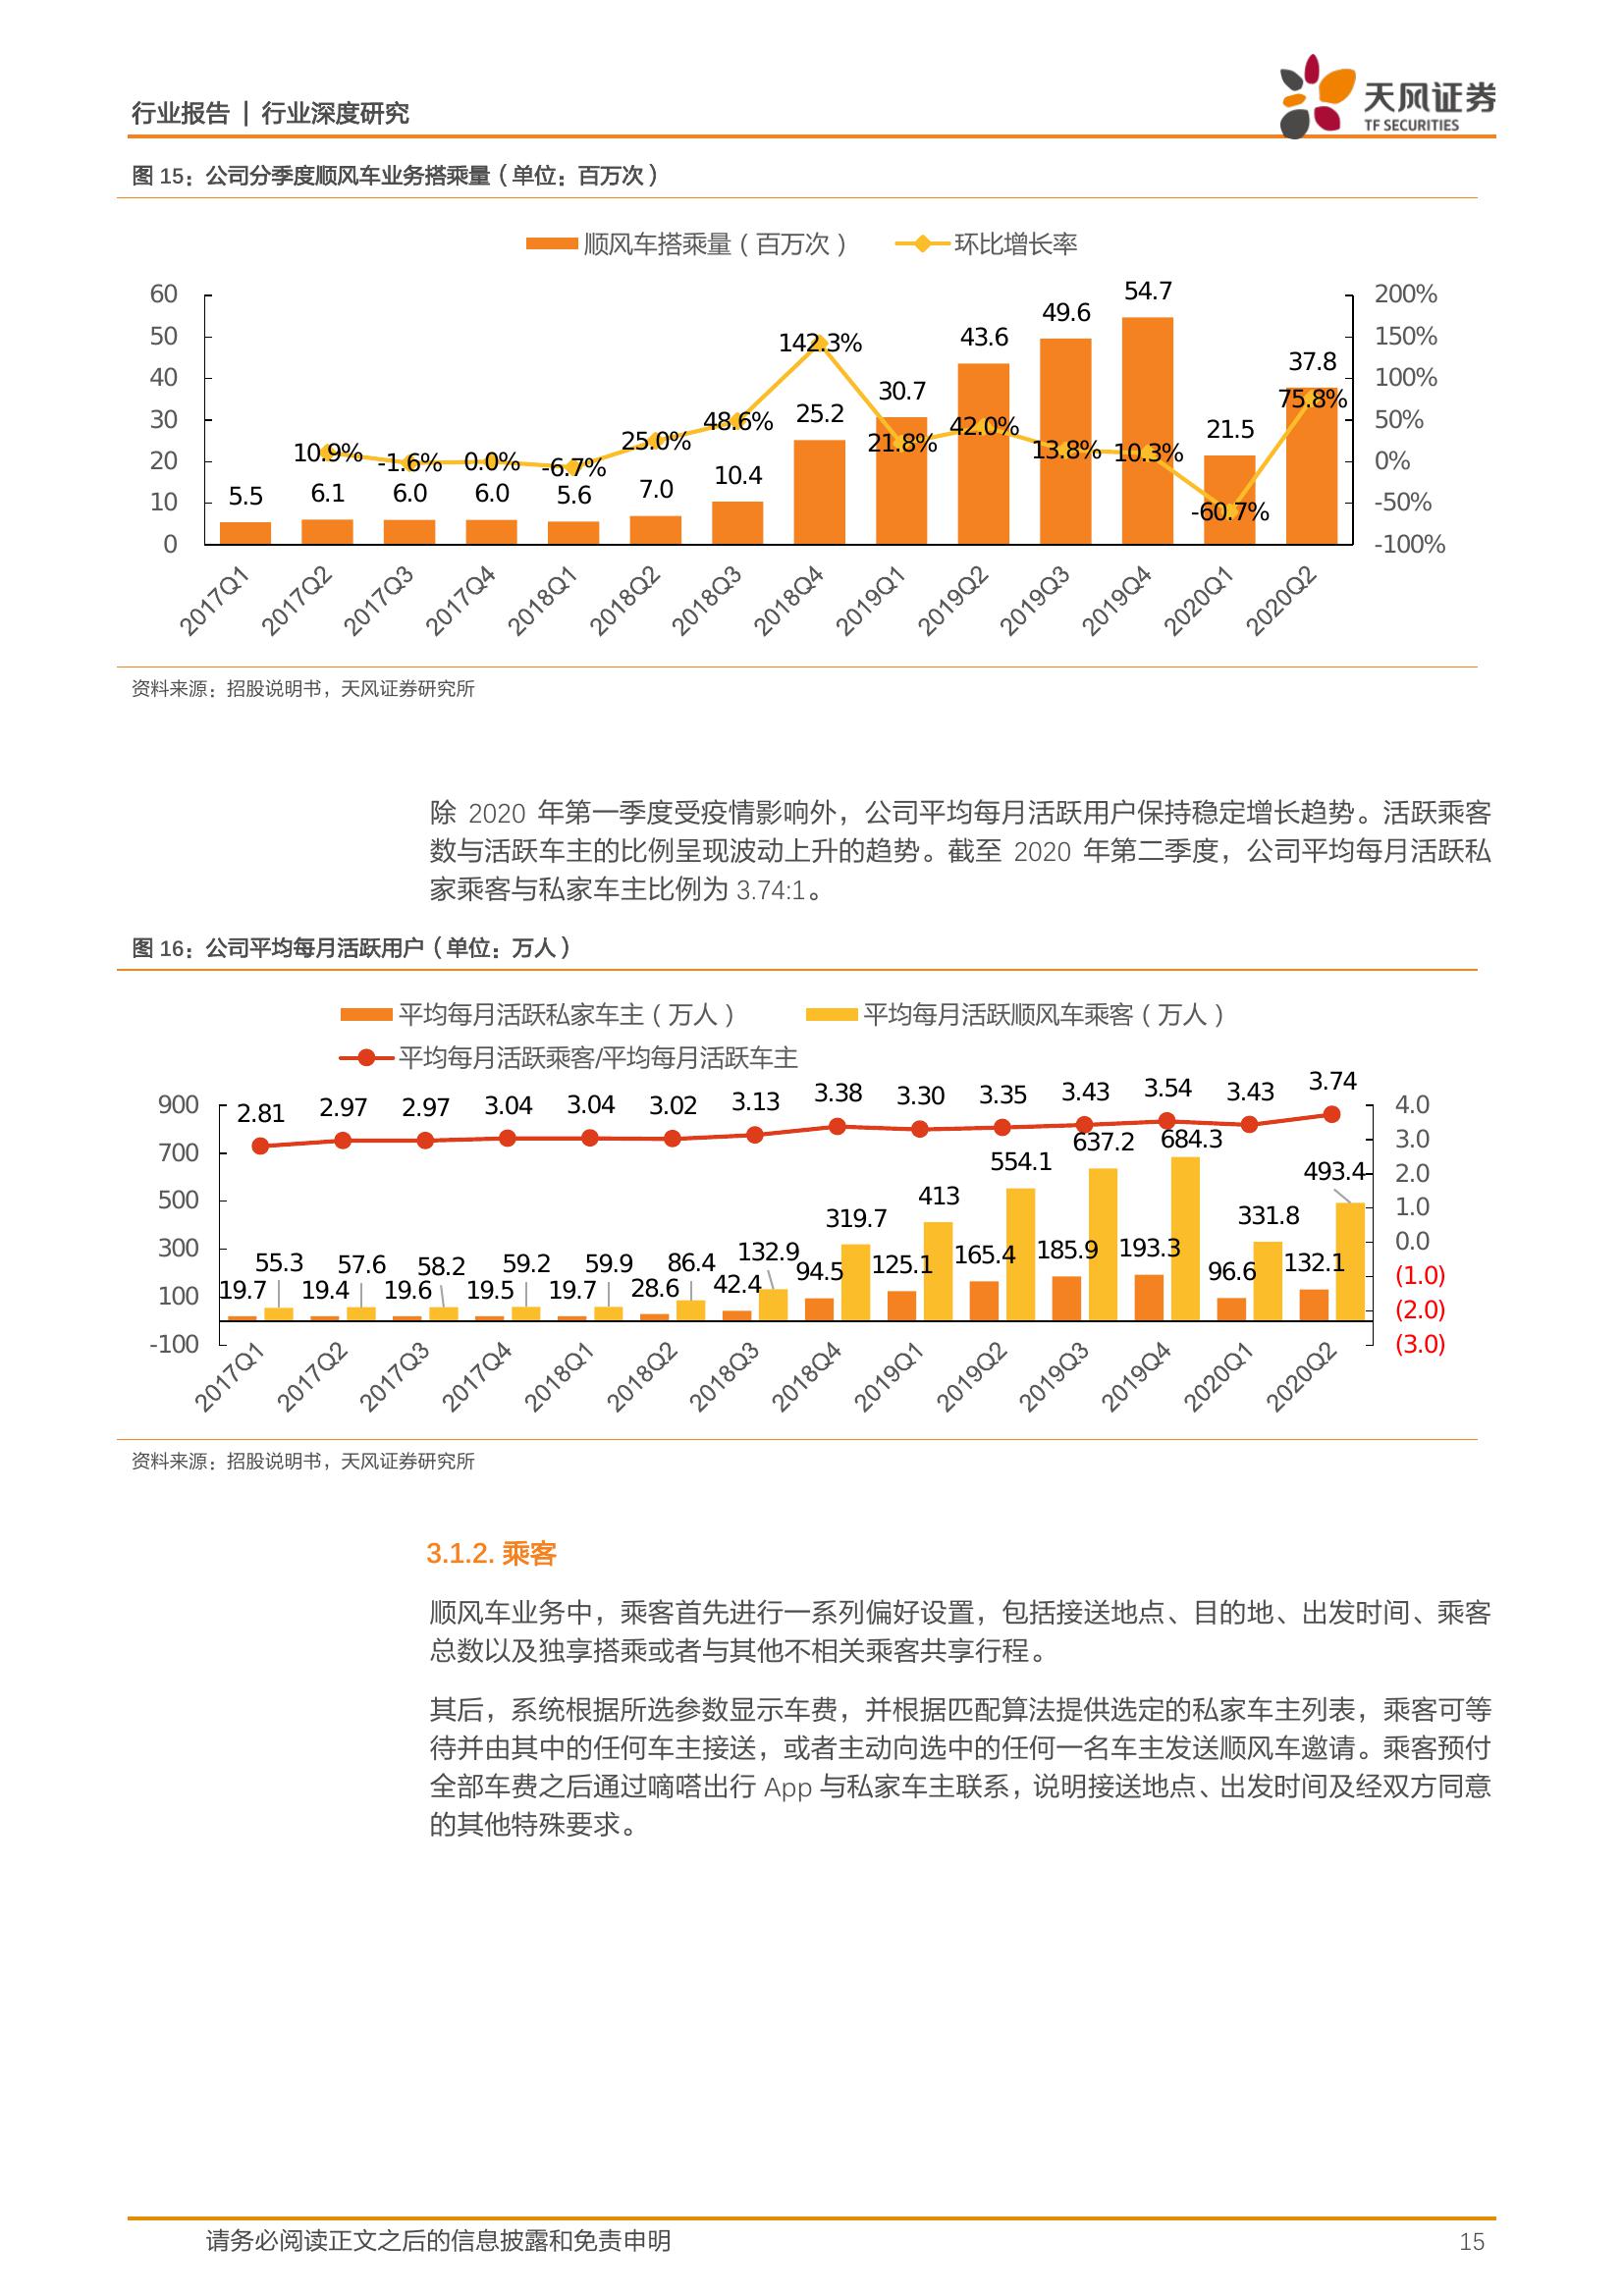 行业报告 | 行业深度研究
天风证券
TF SECURITIES
图 15：公司分季度顺风车业务搭乘量（单位：百万次）
顺风车搭乘量（百万次） 环比增长率
60 50 40 30 20 10 0
200% 150% 100% 50% 0% -50% -100%
5.5 6.1 6.0 6.0 5.6 7.0 10.4 25.2 30.7 43.6 49.6 54.7 21.5 37.8
10.9% -1.6% 0.0% -6.7% 25.0% 48.6% 142.3% 21.8% 42.0% 13.8% 10.3% -60.7% 75.8%
2017Q1 2017Q2 2017Q3 2017Q4 2018Q1 2018Q2 2018Q3 2018Q4 2019Q1 2019Q2 2019Q3 2019Q4 2020Q1 2020Q2
资料来源：招股说明书，天风证券研究所
除 2020 年第一季度受疫情影响外，公司平均每月活跃用户保持稳定增长趋势。活跃乘客
数与活跃车主的比例呈现波动上升的趋势。截至 2020 年第二季度，公司平均每月活跃私
家乘客与私家车主比例为 3.74:1。
图 16：公司平均每月活跃用户（单位：万人）
平均每月活跃私家车主（万人） 平均每月活跃顺风车乘客（万人）
平均每月活跃乘客/平均每月活跃车主
900 700 500 300 100 -100
4.0 3.0 2.0 1.0 0.0 (1.0) (2.0) (3.0)
2.81 2.97 2.97 3.04 3.04 3.02 3.13 3.38 3.30 3.35 3.43 3.54 3.43 3.74
55.3 57.6 58.2 59.2 59.9 86.4 132.9 319.7 413 554.1 637.2 684.3 331.8 493.4
19.7 19.4 19.6 19.5 19.7 28.6 42.4 94.5 125.1 165.4 185.9 193.3 96.6 132.1
2017Q1 2017Q2 2017Q3 2017Q4 2018Q1 2018Q2 2018Q3 2018Q4 2019Q1 2019Q2 2019Q3 2019Q4 2020Q1 2020Q2
资料来源：招股说明书，天风证券研究所
3.1.2. 乘客
顺风车业务中，乘客首先进行一系列偏好设置，包括接送地点、目的地、出发时间、乘客
总数以及独享搭乘或者与其他不相关乘客共享行程。
其后，系统根据所选参数显示车费，并根据匹配算法提供选定的私家车主列表，乘客可等
待并由其中的任何车主接送，或者主动向选中的任何一名车主发送顺风车邀请。乘客预付
全部车费之后通过嘀嗒出行 App 与私家车主联系，说明接送地点、出发时间及经双方同意
的其他特殊要求。
请务必阅读正文之后的信息披露和免责申明 15